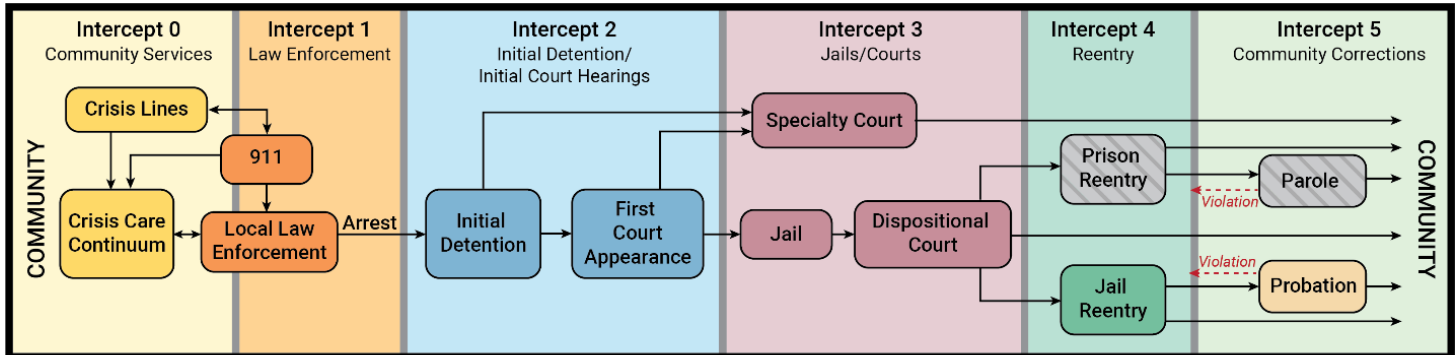 Intercept 0
Community Services
Intercept 1
Law Enforcement
Intercept 2
Initial Detention/
Initial Court Hearings
Intercept 3
Jails/Courts
Intercept 4
Reentry
Intercept 5
Community Corrections
COMMUNITY
Crisis Lines
911
Crisis Care
Continuum
Local Law
Enforcement
Arrest
Initial
Detention
First
Court
Appearance
Specialty Court
Jail
Dispositional
Court
Prison
Reentry
Violation
Parole
Jail
Reentry
Violation
Probation
COMMUNITY